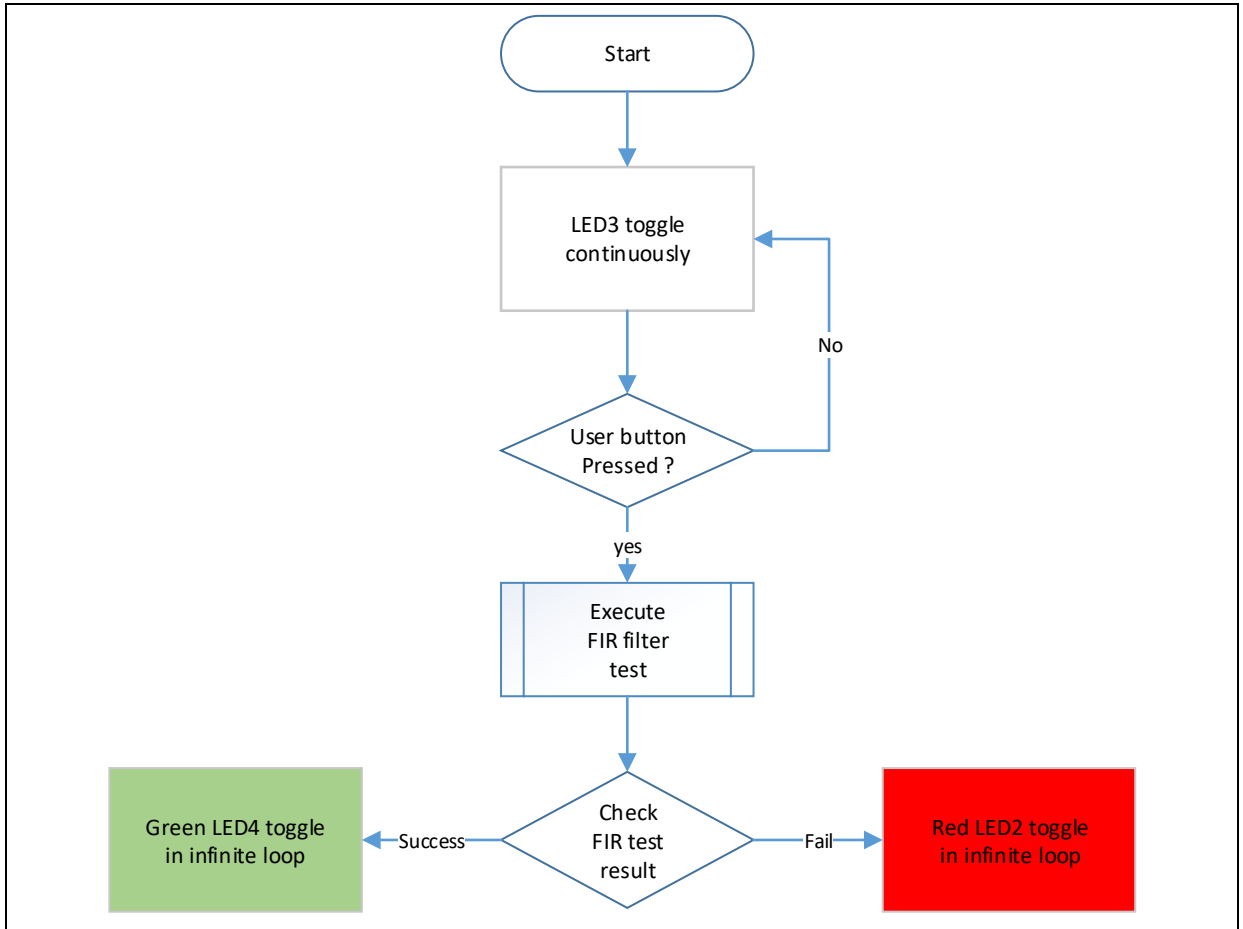 Start
LED3 toggle
continuously
No
User button
Pressed ?
yes
Execute
FIR filter
test
Green LED4 toggle
in infinite loop
Success
Check
FIR test
result
Fail
Red LED2 toggle
in infinite loop